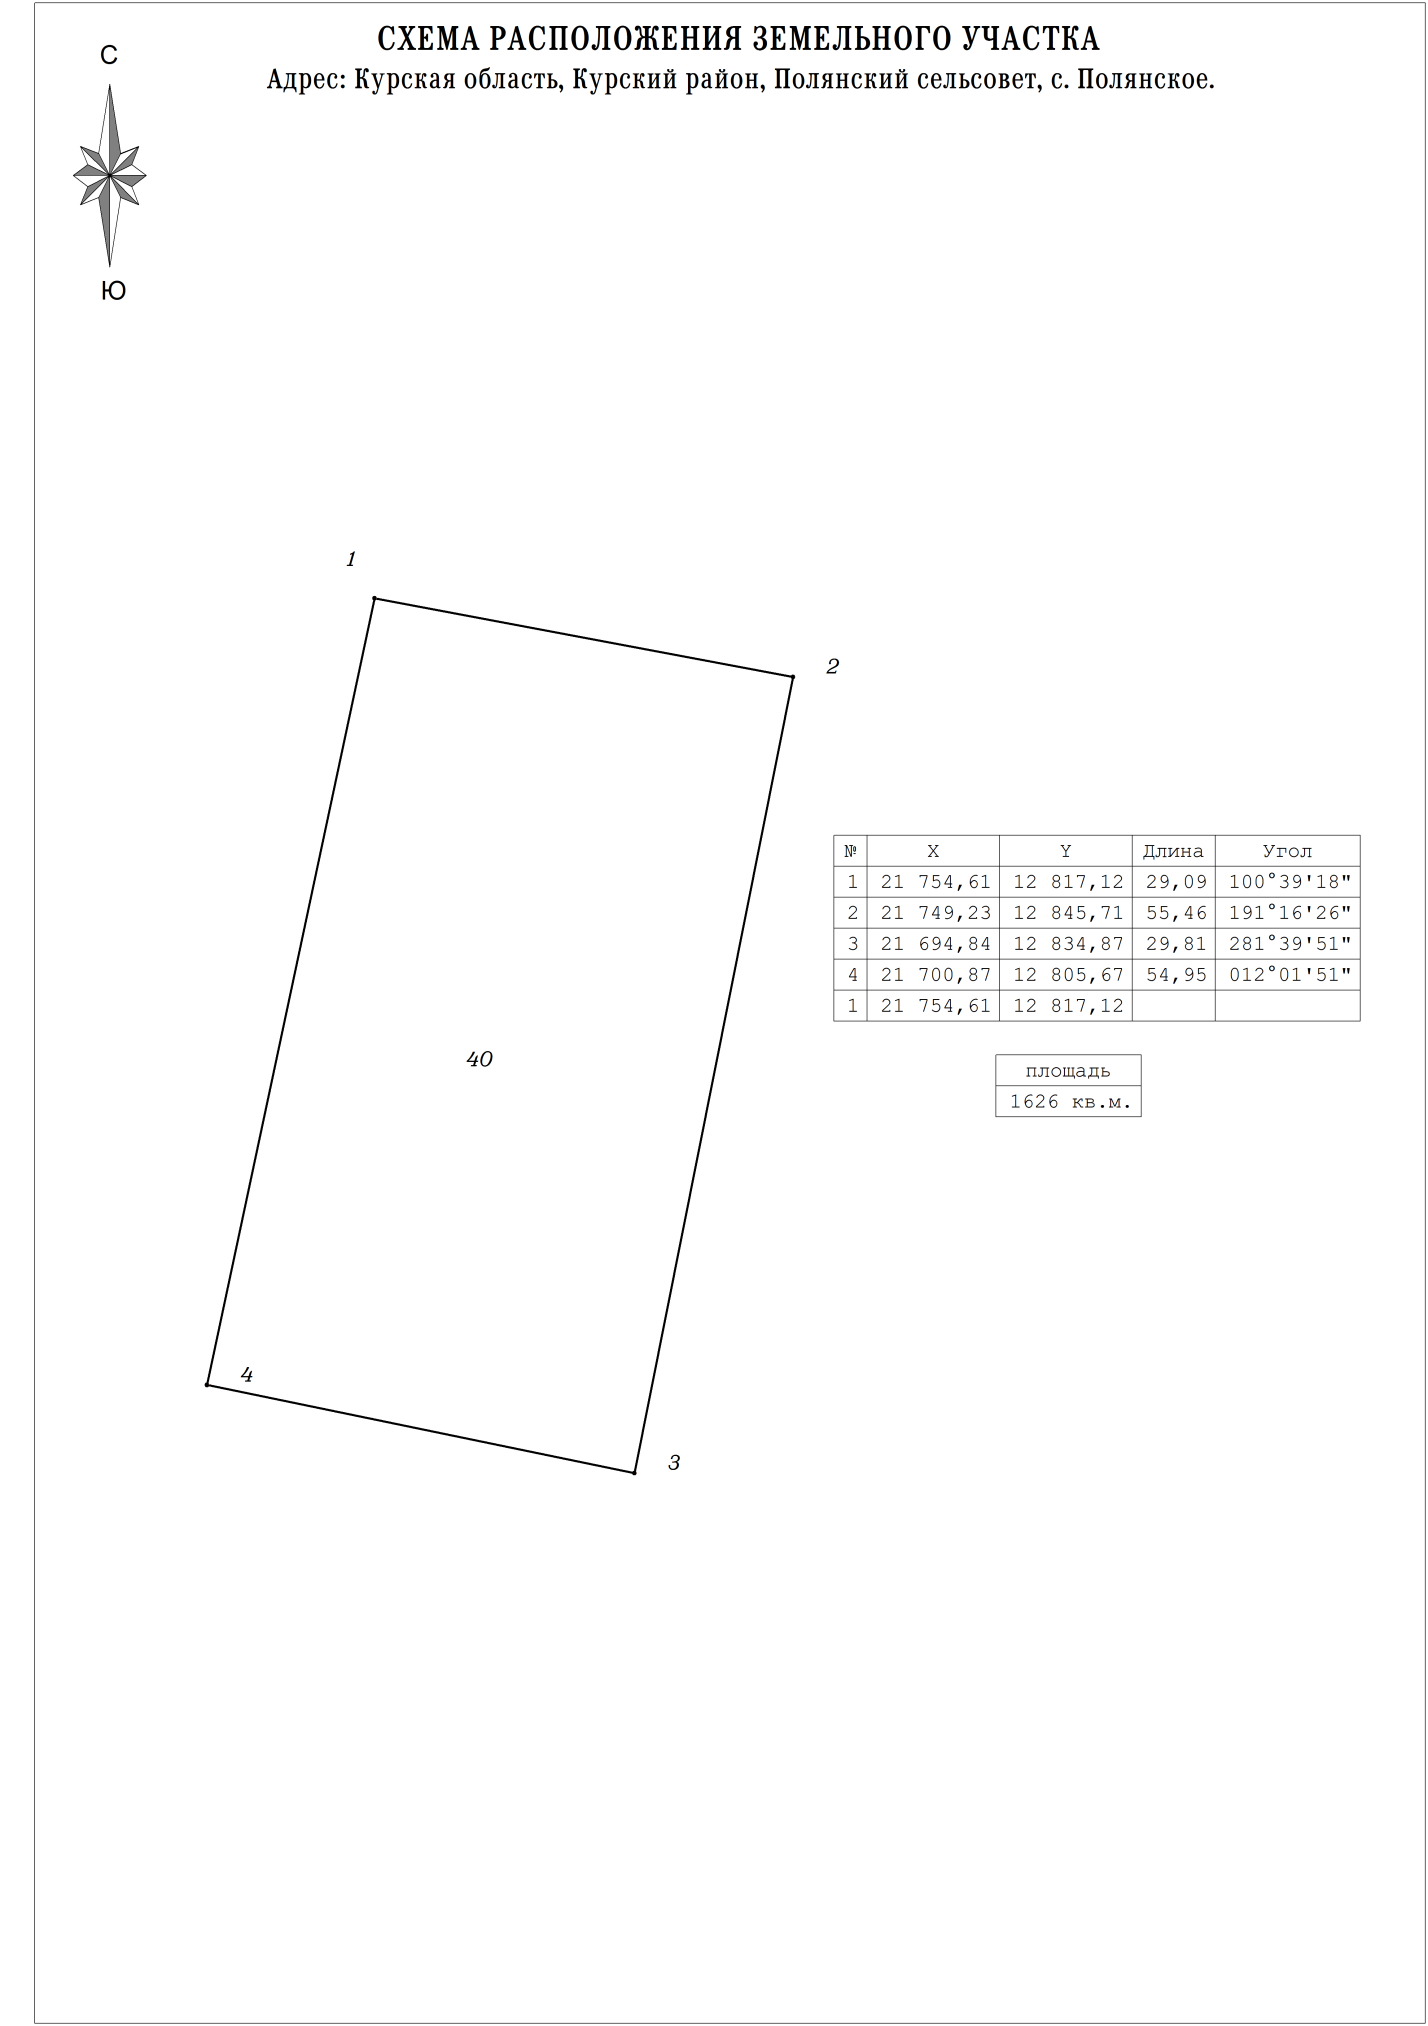 СХЕМА РАСПОЛОЖЕНИЯ ЗЕМЕЛЬНОГО УЧАСТКА
Адрес: Курская область, Курский район, Полянский сельсовет, с. Полянское.
С
Ю
1
2
№ X Y Длина Угол
1 21 754,61 12 817,12 29,09 100°39'18"
2 21 749,23 12 845,71 55,46 191°16'26"
3 21 694,84 12 834,87 29,81 281°39'51"
4 21 700,87 12 805,67 54,95 012°01'51"
1 21 754,61 12 817,12
40
площадь
1626 кв.м.
4
3